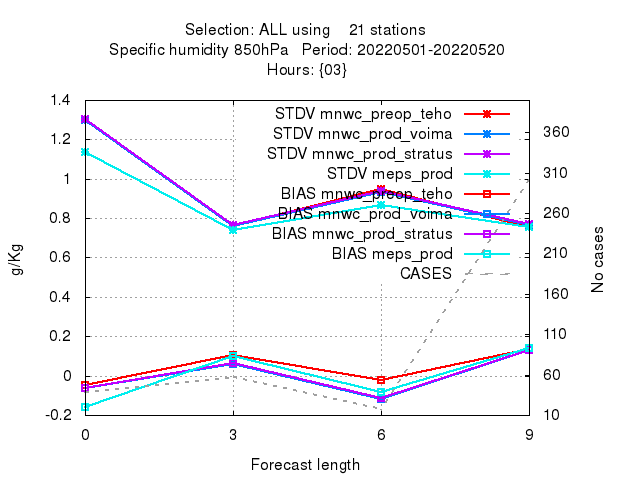 Selection: ALL using 21 stations
Specific humidity 850hPa Period: 20220501-20220520
Hours: {03}
1.4
1.2
1
0.8
0.6
0.4
0.2
0
-0.2
g/Kg
STDV mnwc_preop_teho
STDV mnwc_prod_voima
STDV mnwc_prod_stratus
STDV meps_prod
BIAS mnwc_preop_teho
BIAS mnwc_prod_voima
BIAS mnwc_prod_stratus
BIAS meps_prod
CASES
360
310
260
210
160
110
60
10
No cases
0 3 6 9
Forecast length